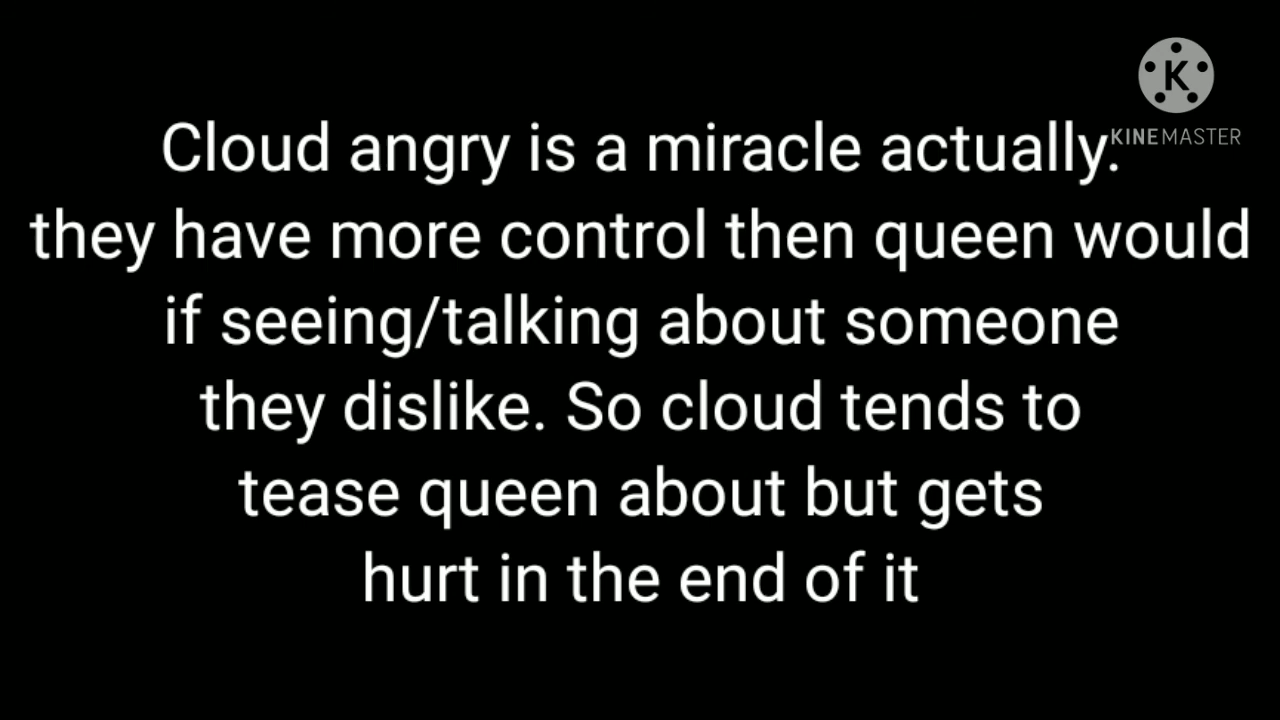 K
KINEMASTER
Cloud angry is a miracle actually.
they have more control then queen would
if seeing/talking about someone
they dislike. So cloud tends to
tease queen about but gets
hurt in the end of it